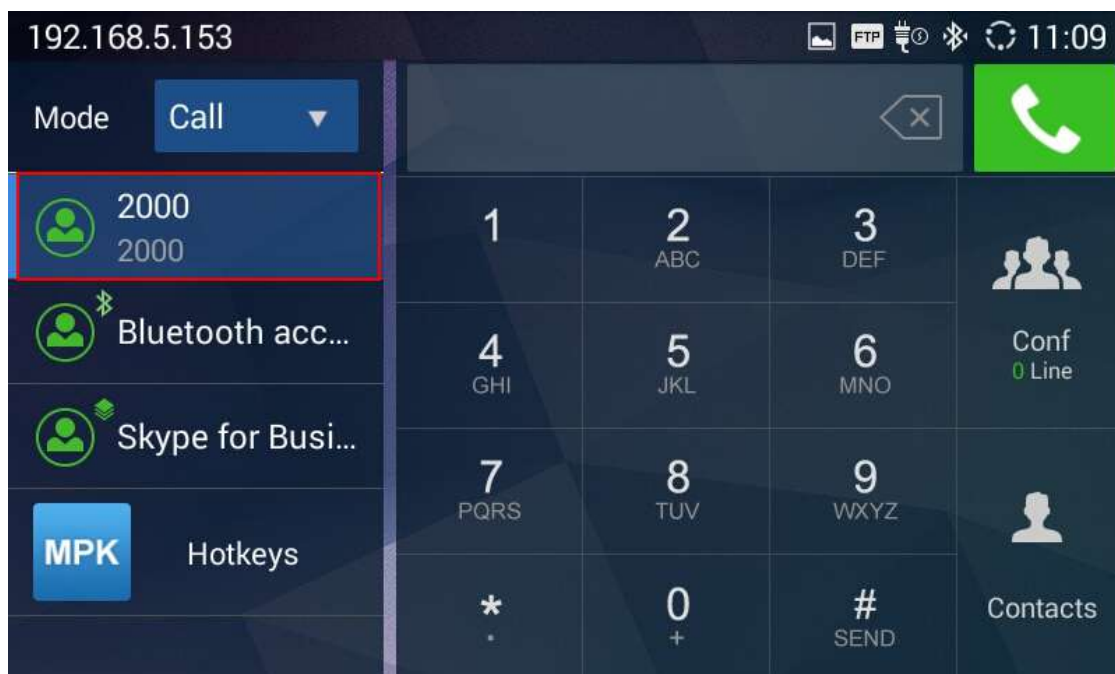 192.168.5.153
FTP
11:09
Mode
Call
2000
2000
Bluetooth acc...
Skype for Busi...
MPK
Hotkeys
1
2
ABC
3
DEF
4
GHI
5
JKL
6
MNO
7
PQRS
8
TUV
9
WXYZ
*
.
0
+
#
SEND
Conf
0 Line
Contacts